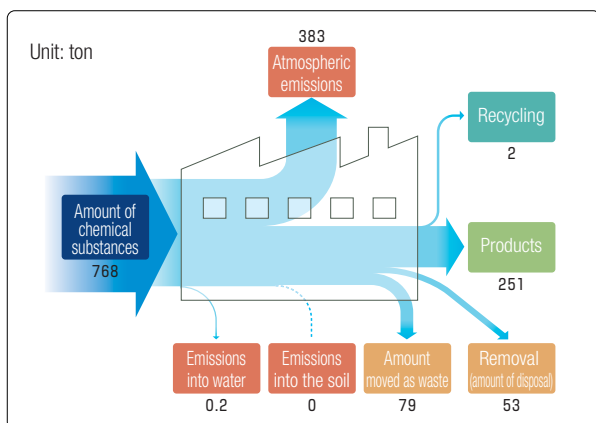 383
Unit: ton
Atmospheric
emissions
Recycling
2
Amount of
chemical
substances
768
Products
251
Emissions
into water
0.2
Emissions
into the soil
0
Amount
moved as waste
79
Removal
(amount of disposal)
53